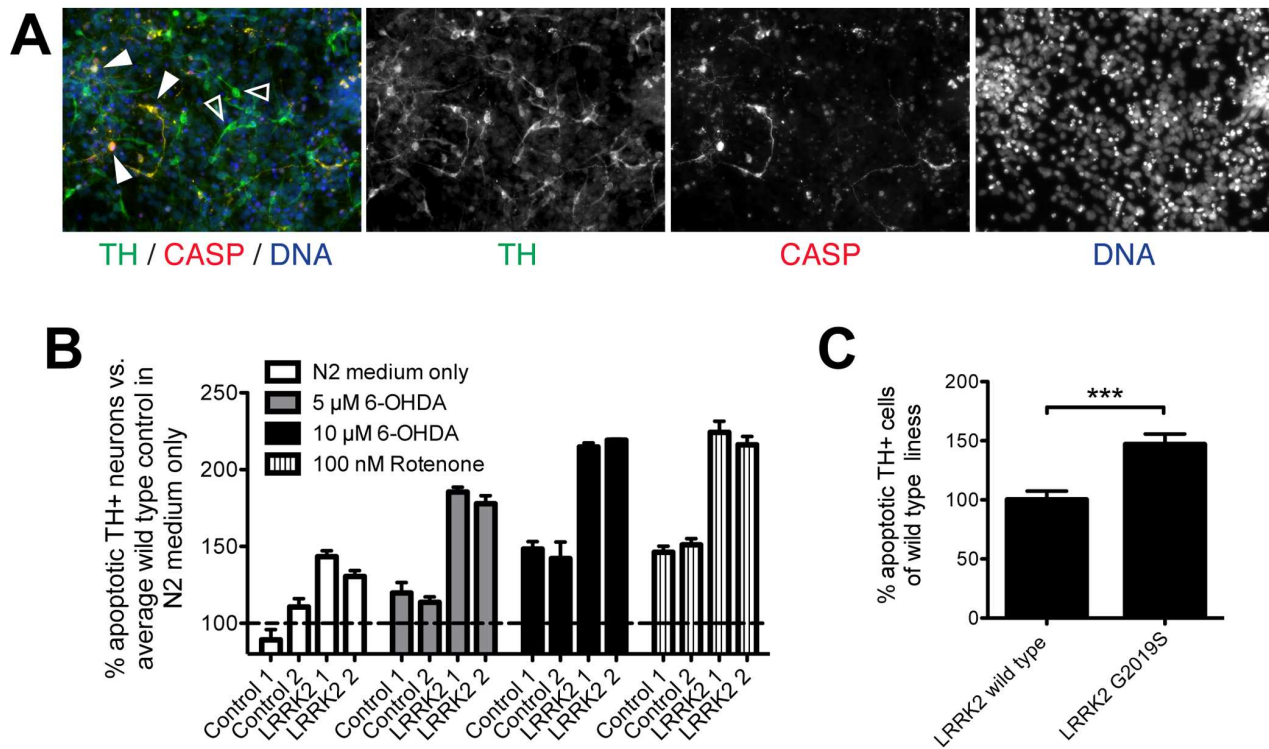 A
TH / CASP / DNA
TH
CASP
DNA
B
% apoptotic TH+ neurons vs.
average wild type control in
N2 medium only
250
200
150
100
N2 medium only
5 µM 6-OHDA
10 µM 6-OHDA
100 nM Rotenone
Control 1
Control 2
LRRK2 1
LRRK2 2
Control 1
Control 2
LRRK2 1
LRRK2 2
Control 1
Control 2
LRRK2 1
LRRK2 2
Control 1
Control 2
LRRK2 1
LRRK2 2
C
% apoptotic TH+ cells
of wild type liness
200
150
100
50
0
***
LRRK2 wild type
LRRK2 G2019S